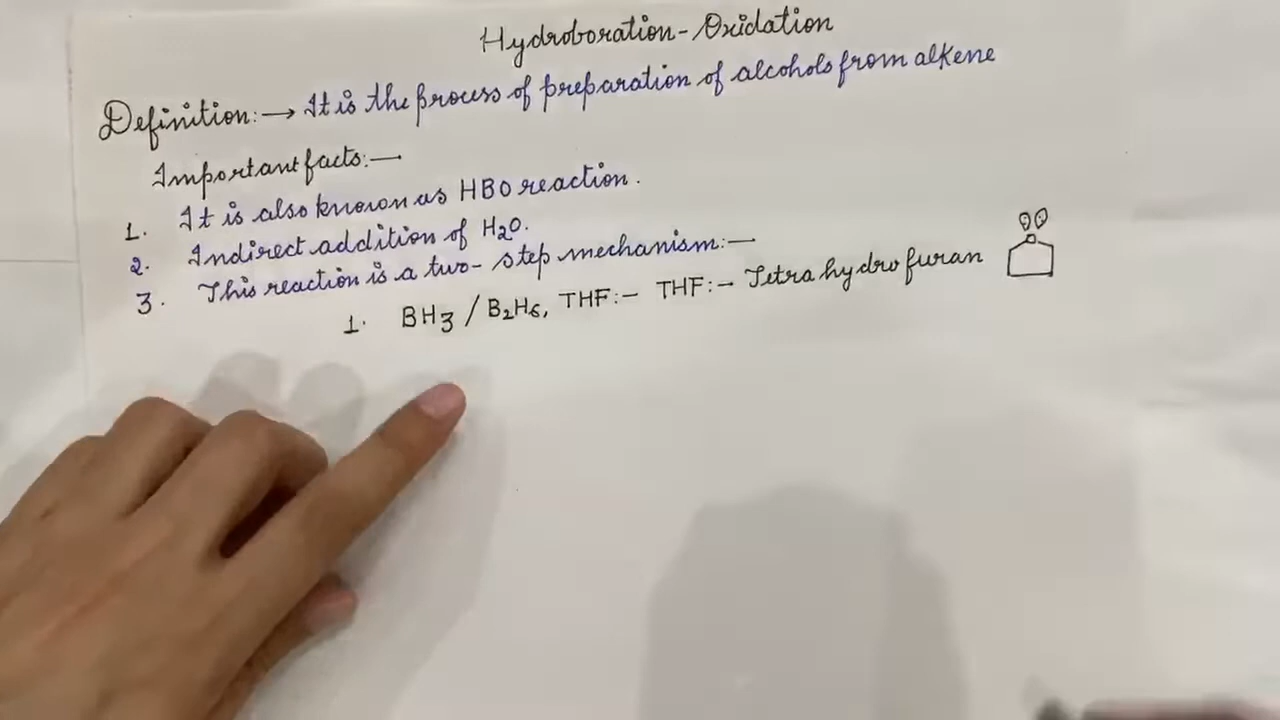 Hydroboration-Oxidation
Definition:→ It is the process of preparation of alcohols from alkene
Important facts:—
1. It is also known as HBO reaction.
2. Indirect addition of H₂O.
3. This reaction is a two-step mechanism:—
1. BH₃ / B₂H₆, THF:- THF:- Tetra hydro furan